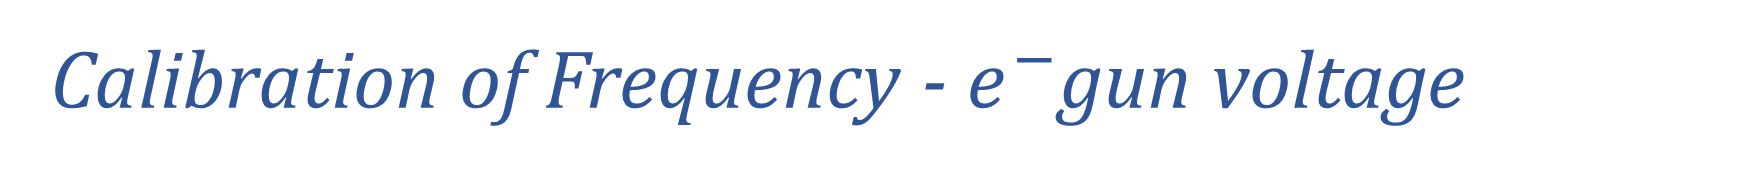 Calibration of Frequency - e⁻gun voltage